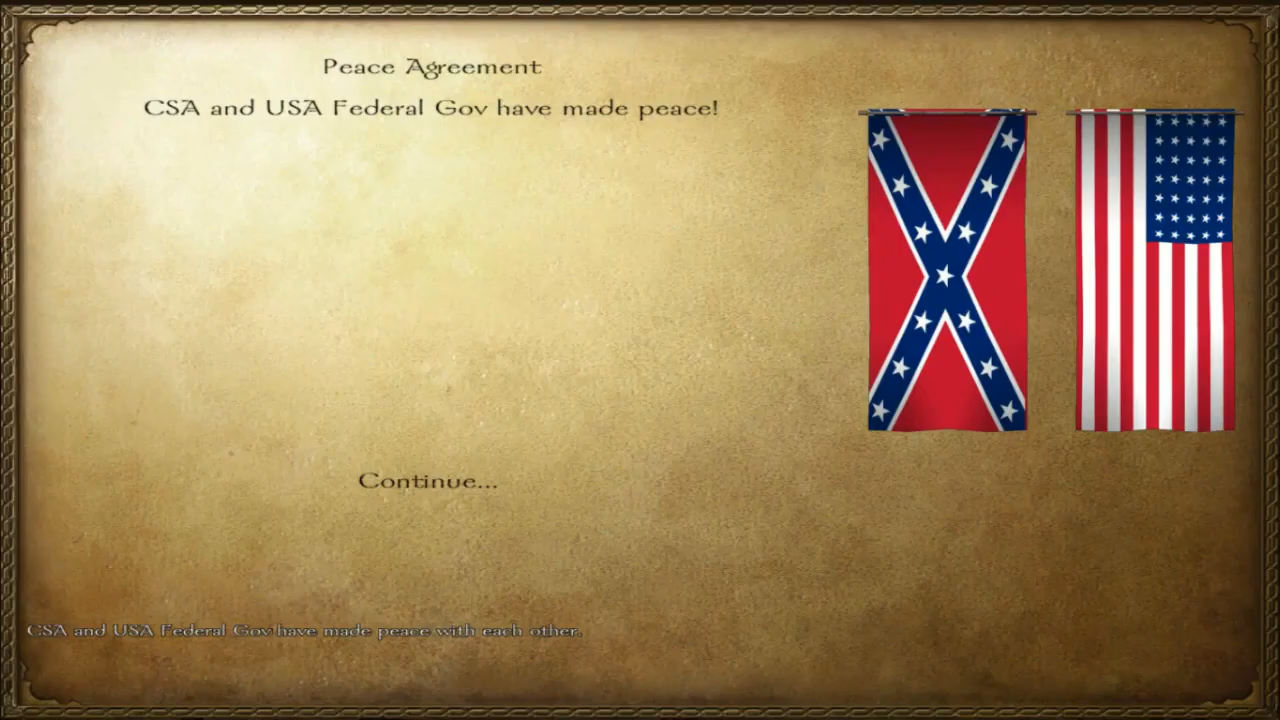 Peace Agreement
CSA and USA Federal Gov have made peace!
Continue...
CSA and USA Federal Gov have made peace with each other.